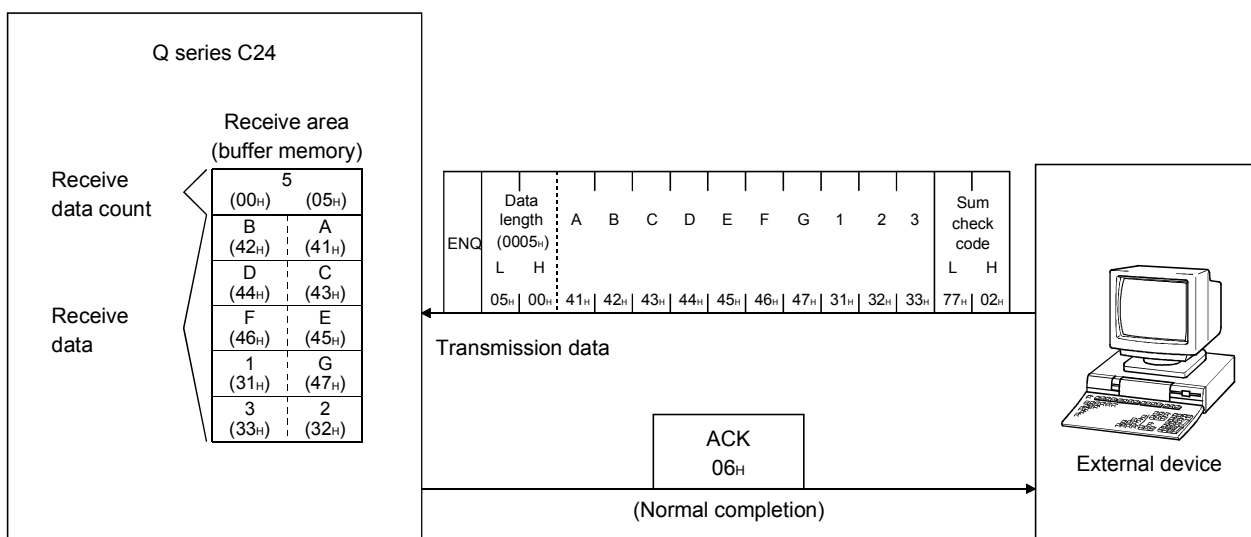 Q series C24
Receive area
(buffer memory)
Receive
data count
5
(00H) (05H)
B A
(42H) (41H)
D C
(44H) (43H)
F E
(46H) (45H)
1 G
(31H) (47H)
3 2
(33H) (32H)
Receive
data
ENQ
Data
length
(0005H)
L H
A B C D E F G 1 2 3
Sum
check
code
L H
05H 00H 41H 42H 43H 44H 45H 46H 47H 31H 32H 33H 77H 02H
Transmission data
ACK
06H
(Normal completion)
External device